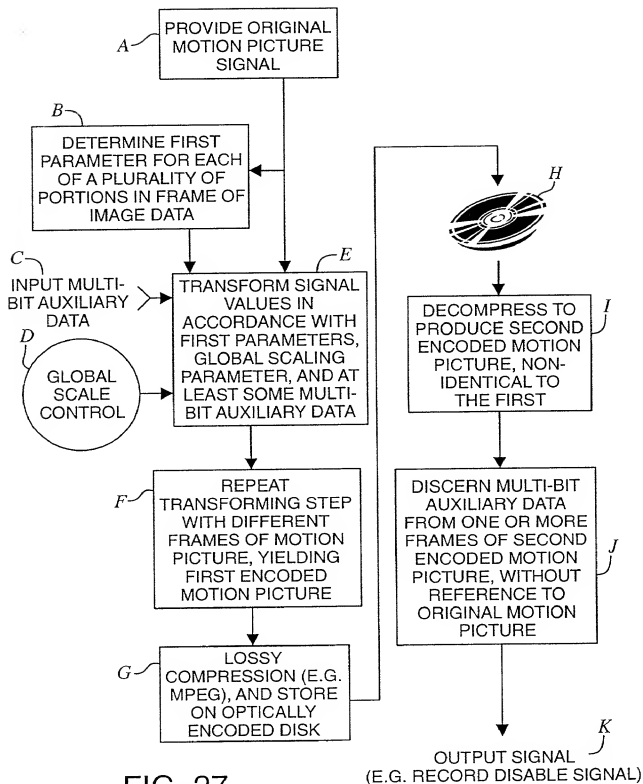 A
PROVIDE ORIGINAL
MOTION PICTURE
SIGNAL
B
DETERMINE FIRST
PARAMETER FOR EACH
OF A PLURALITY OF
PORTIONS IN FRAME OF
IMAGE DATA
C
INPUT MULTI-
BIT AUXILIARY
DATA
D
GLOBAL
SCALE
CONTROL
E
TRANSFORM SIGNAL
VALUES IN
ACCORDANCE WITH
FIRST PARAMETERS,
GLOBAL SCALING
PARAMETER, AND AT
LEAST SOME MULTI-
BIT AUXILIARY DATA
F
REPEAT
TRANSFORMING STEP
WITH DIFFERENT
FRAMES OF MOTION
PICTURE, YIELDING
FIRST ENCODED
MOTION PICTURE
G
LOSSY
COMPRESSION (E.G.
MPEG), AND STORE
ON OPTICALLY
ENCODED DISK
H
I
DECOMPRESS TO
PRODUCE SECOND
ENCODED MOTION
PICTURE, NON-
IDENTICAL TO
THE FIRST
J
DISCERN MULTI-BIT
AUXILIARY DATA
FROM ONE OR MORE
FRAMES OF SECOND
ENCODED MOTION
PICTURE, WITHOUT
REFERENCE TO
ORIGINAL MOTION
PICTURE
K
OUTPUT SIGNAL
(E.G. RECORD DISABLE SIGNAL)
FIG. 27